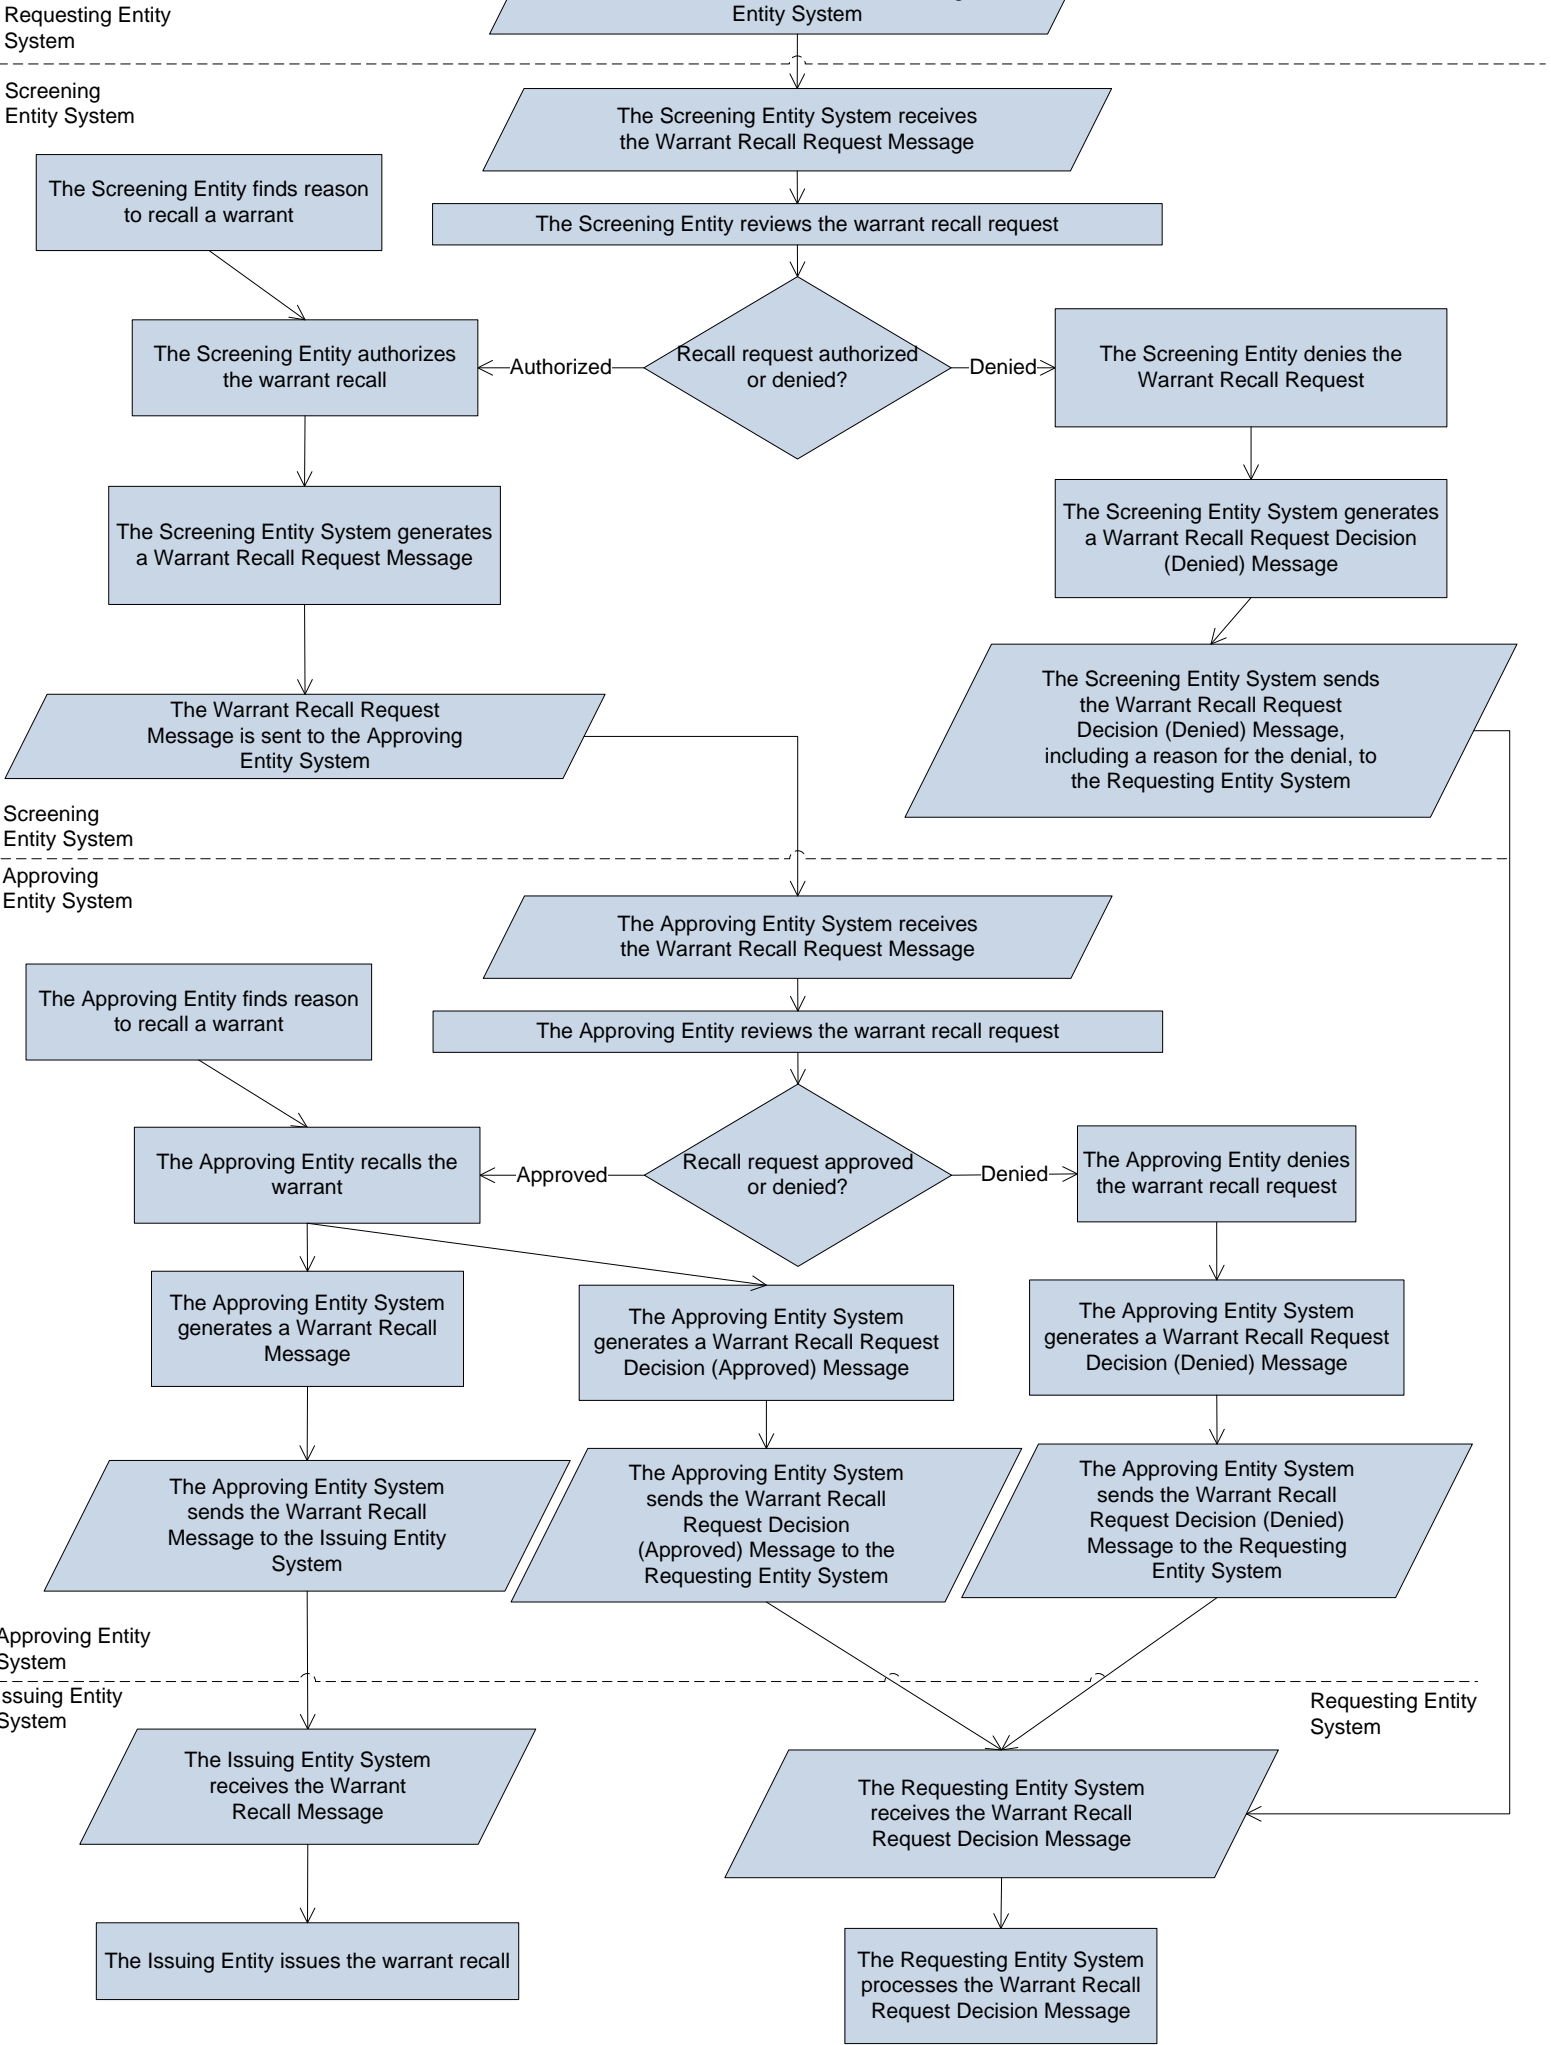 Entity System
Requesting Entity
System
Screening
Entity System
The Screening Entity System receives
the Warrant Recall Request Message
The Screening Entity finds reason
to recall a warrant
The Screening Entity reviews the warrant recall request
The Screening Entity authorizes
the warrant recall
Authorized
Recall request authorized
or denied?
Denied
The Screening Entity denies the
Warrant Recall Request
The Screening Entity System generates
a Warrant Recall Request Message
The Screening Entity System generates
a Warrant Recall Request Decision
(Denied) Message
The Warrant Recall Request
Message is sent to the Approving
Entity System
The Screening Entity System sends
the Warrant Recall Request
Decision (Denied) Message,
including a reason for the denial, to
the Requesting Entity System
Screening
Entity System
Approving
Entity System
The Approving Entity System receives
the Warrant Recall Request Message
The Approving Entity finds reason
to recall a warrant
The Approving Entity reviews the warrant recall request
The Approving Entity recalls the
warrant
Approved
Recall request approved
or denied?
Denied
The Approving Entity denies
the warrant recall request
The Approving Entity System
generates a Warrant Recall
Message
The Approving Entity System
generates a Warrant Recall Request
Decision (Approved) Message
The Approving Entity System
generates a Warrant Recall Request
Decision (Denied) Message
The Approving Entity System
sends the Warrant Recall
Message to the Issuing Entity
System
The Approving Entity System
sends the Warrant Recall
Request Decision
(Approved) Message to the
Requesting Entity System
The Approving Entity System
sends the Warrant Recall
Request Decision (Denied)
Message to the Requesting
Entity System
Approving Entity
System
ssuing Entity
System
Requesting Entity
System
The Issuing Entity System
receives the Warrant
Recall Message
The Requesting Entity System
receives the Warrant Recall
Request Decision Message
The Issuing Entity issues the warrant recall
The Requesting Entity System
processes the Warrant Recall
Request Decision Message